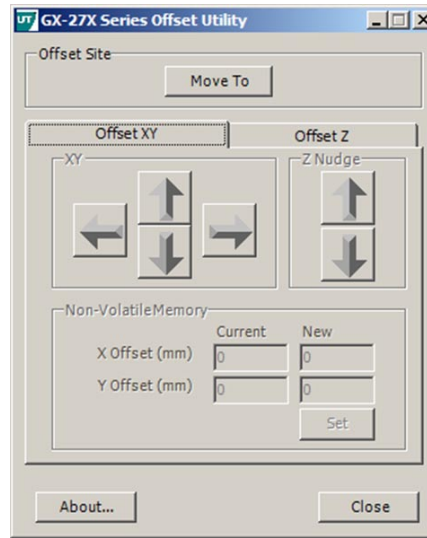 UT GX-27X Series Offset Utility
Offset Site
Move To
Offset XY Offset Z
XY Z Nudge
Non-VolatileMemory
Current New
X Offset (mm) 0 0
Y Offset (mm) 0 0
Set
About... Close